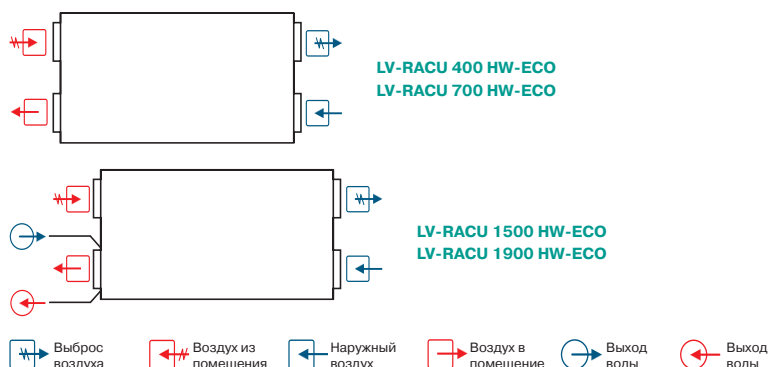 LV-RACU 400 HW-ECO
LV-RACU 700 HW-ECO
LV-RACU 1500 HW-ECO
LV-RACU 1900 HW-ECO
Выброс воздуха
Воздух из помещения
Наружный воздух
Воздух в помещение
Выход воды
Выход воды